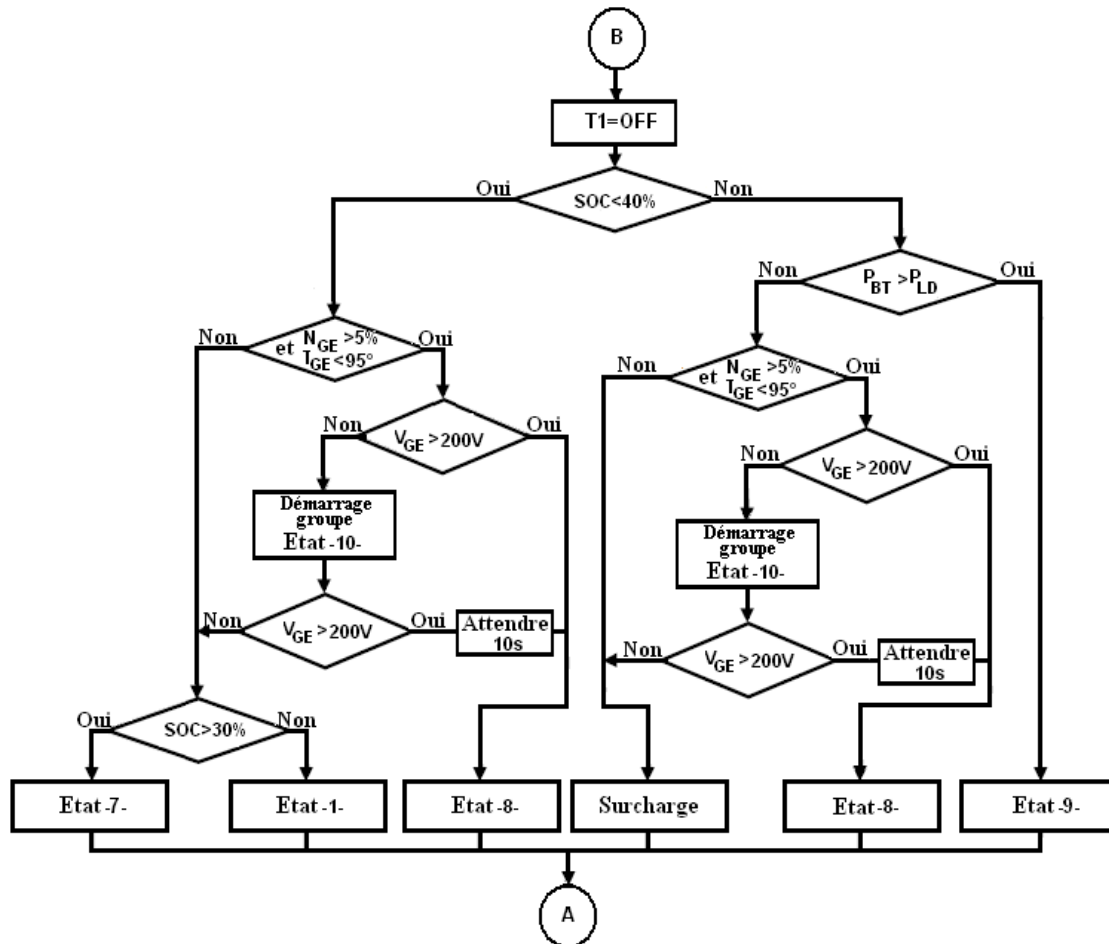 B
T1=OFF
Oui
SOC<40%
Non
Non
P_BT >P_LD
Oui
Non
et N_GE >5%
T_GE <95°
Oui
Non
et N_GE >5%
T_GE <95°
Oui
Non
V_GE >200V
Oui
Non
V_GE >200V
Oui
Démarrage
groupe
Etat -10-
Démarrage
groupe
Etat -10-
Non
V_GE >200V
Oui
Attendre
10s
Non
V_GE >200V
Oui
Attendre
10s
Oui
SOC>30%
Non
Etat -7-
Etat -1-
Etat -8-
Surcharge
Etat -8-
Etat -9-
A